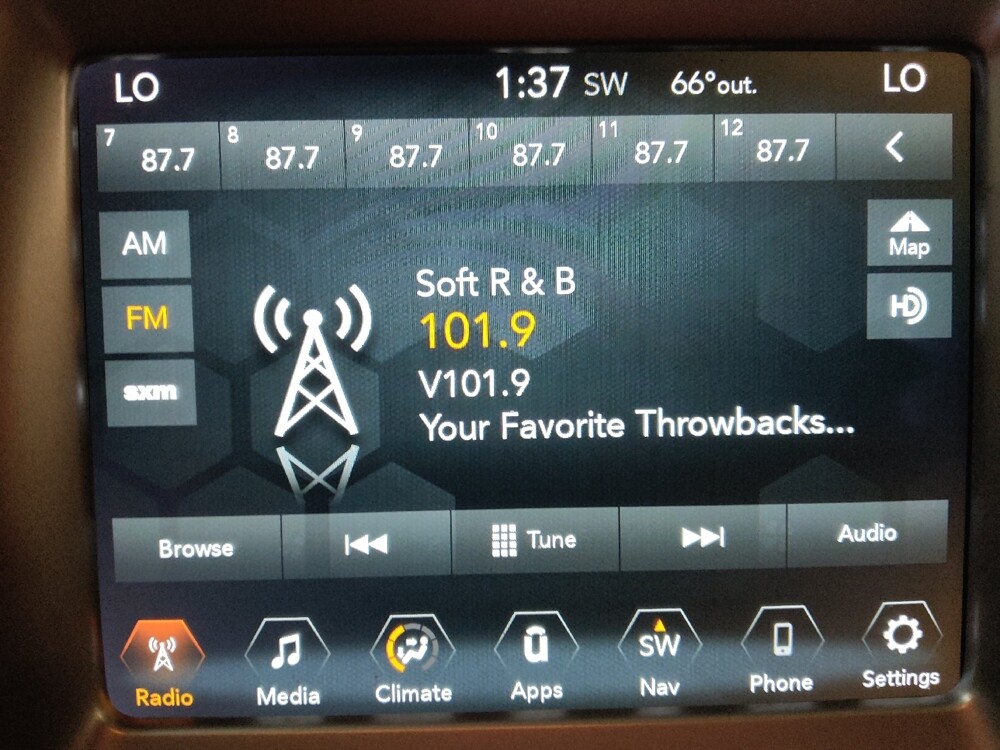 LO 1:37 SW 66°out. LO
7 87.7 8 87.7 9 87.7 10 87.7 11 87.7 12 87.7
AM
Map
FM
HD
sxm
Soft R & B
101.9
V101.9
Your Favorite Throwbacks...
Browse Tune Audio
SW
Radio Media Climate Apps Nav Phone Settings